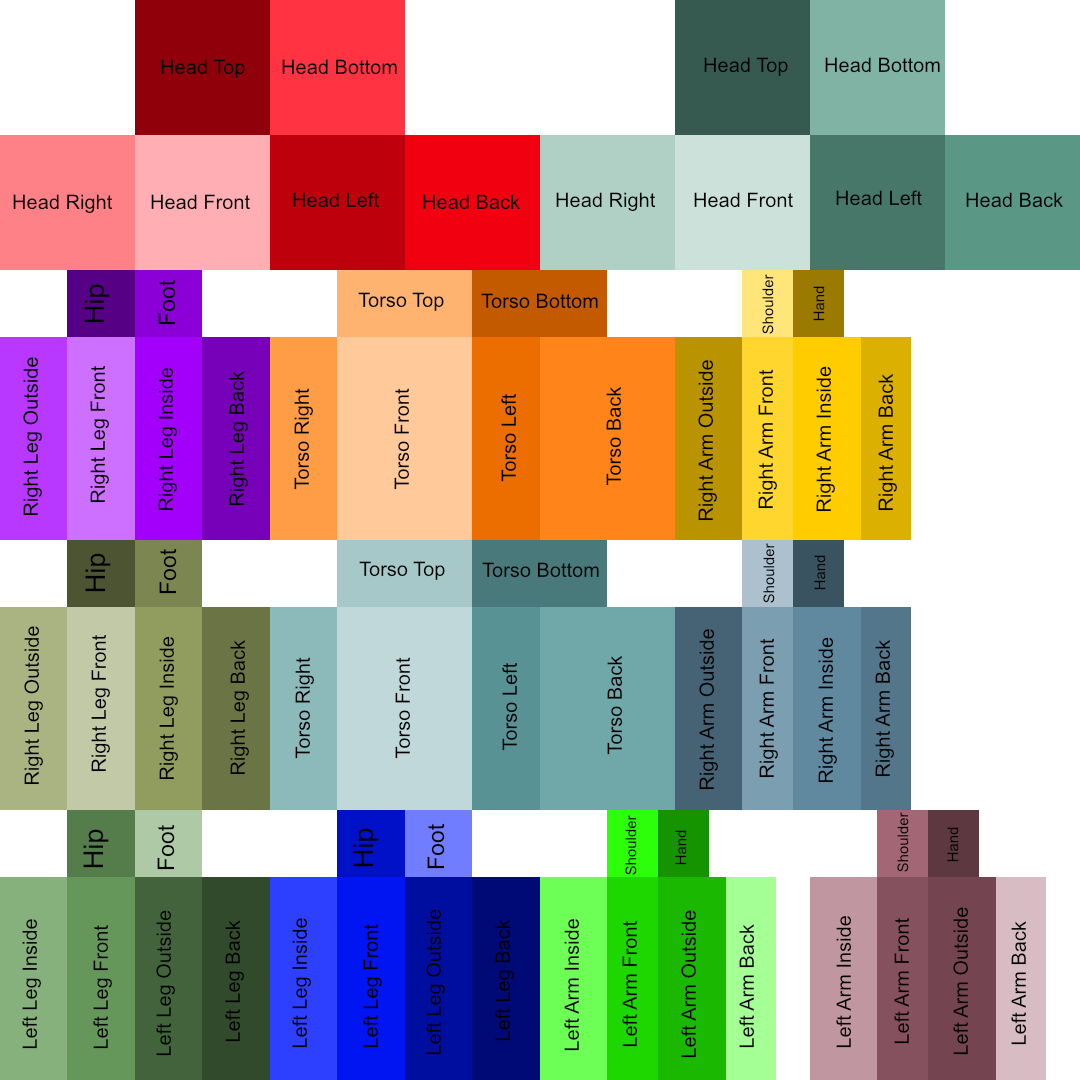 Head Top
Head Bottom
Head Top
Head Bottom
Head Right
Head Front
Head Left
Head Back
Head Right
Head Front
Head Left
Head Back
Hip
Foot
Torso Top
Torso Bottom
Shoulder
Hand
Right Leg Outside
Right Leg Front
Right Leg Inside
Right Leg Back
Torso Right
Torso Front
Torso Left
Torso Back
Right Arm Outside
Right Arm Front
Right Arm Inside
Right Arm Back
Hip
Foot
Torso Top
Torso Bottom
Shoulder
Hand
Right Leg Outside
Right Leg Front
Right Leg Inside
Right Leg Back
Torso Right
Torso Front
Torso Left
Torso Back
Right Arm Outside
Right Arm Front
Right Arm Inside
Right Arm Back
Hip
Foot
Hip
Foot
Shoulder
Hand
Shoulder
Hand
Left Leg Inside
Left Leg Front
Left Leg Outside
Left Leg Back
Left Leg Inside
Left Leg Front
Left Leg Outside
Left Leg Back
Left Arm Inside
Left Arm Front
Left Arm Outside
Left Arm Back
Left Arm Inside
Left Arm Front
Left Arm Outside
Left Arm Back